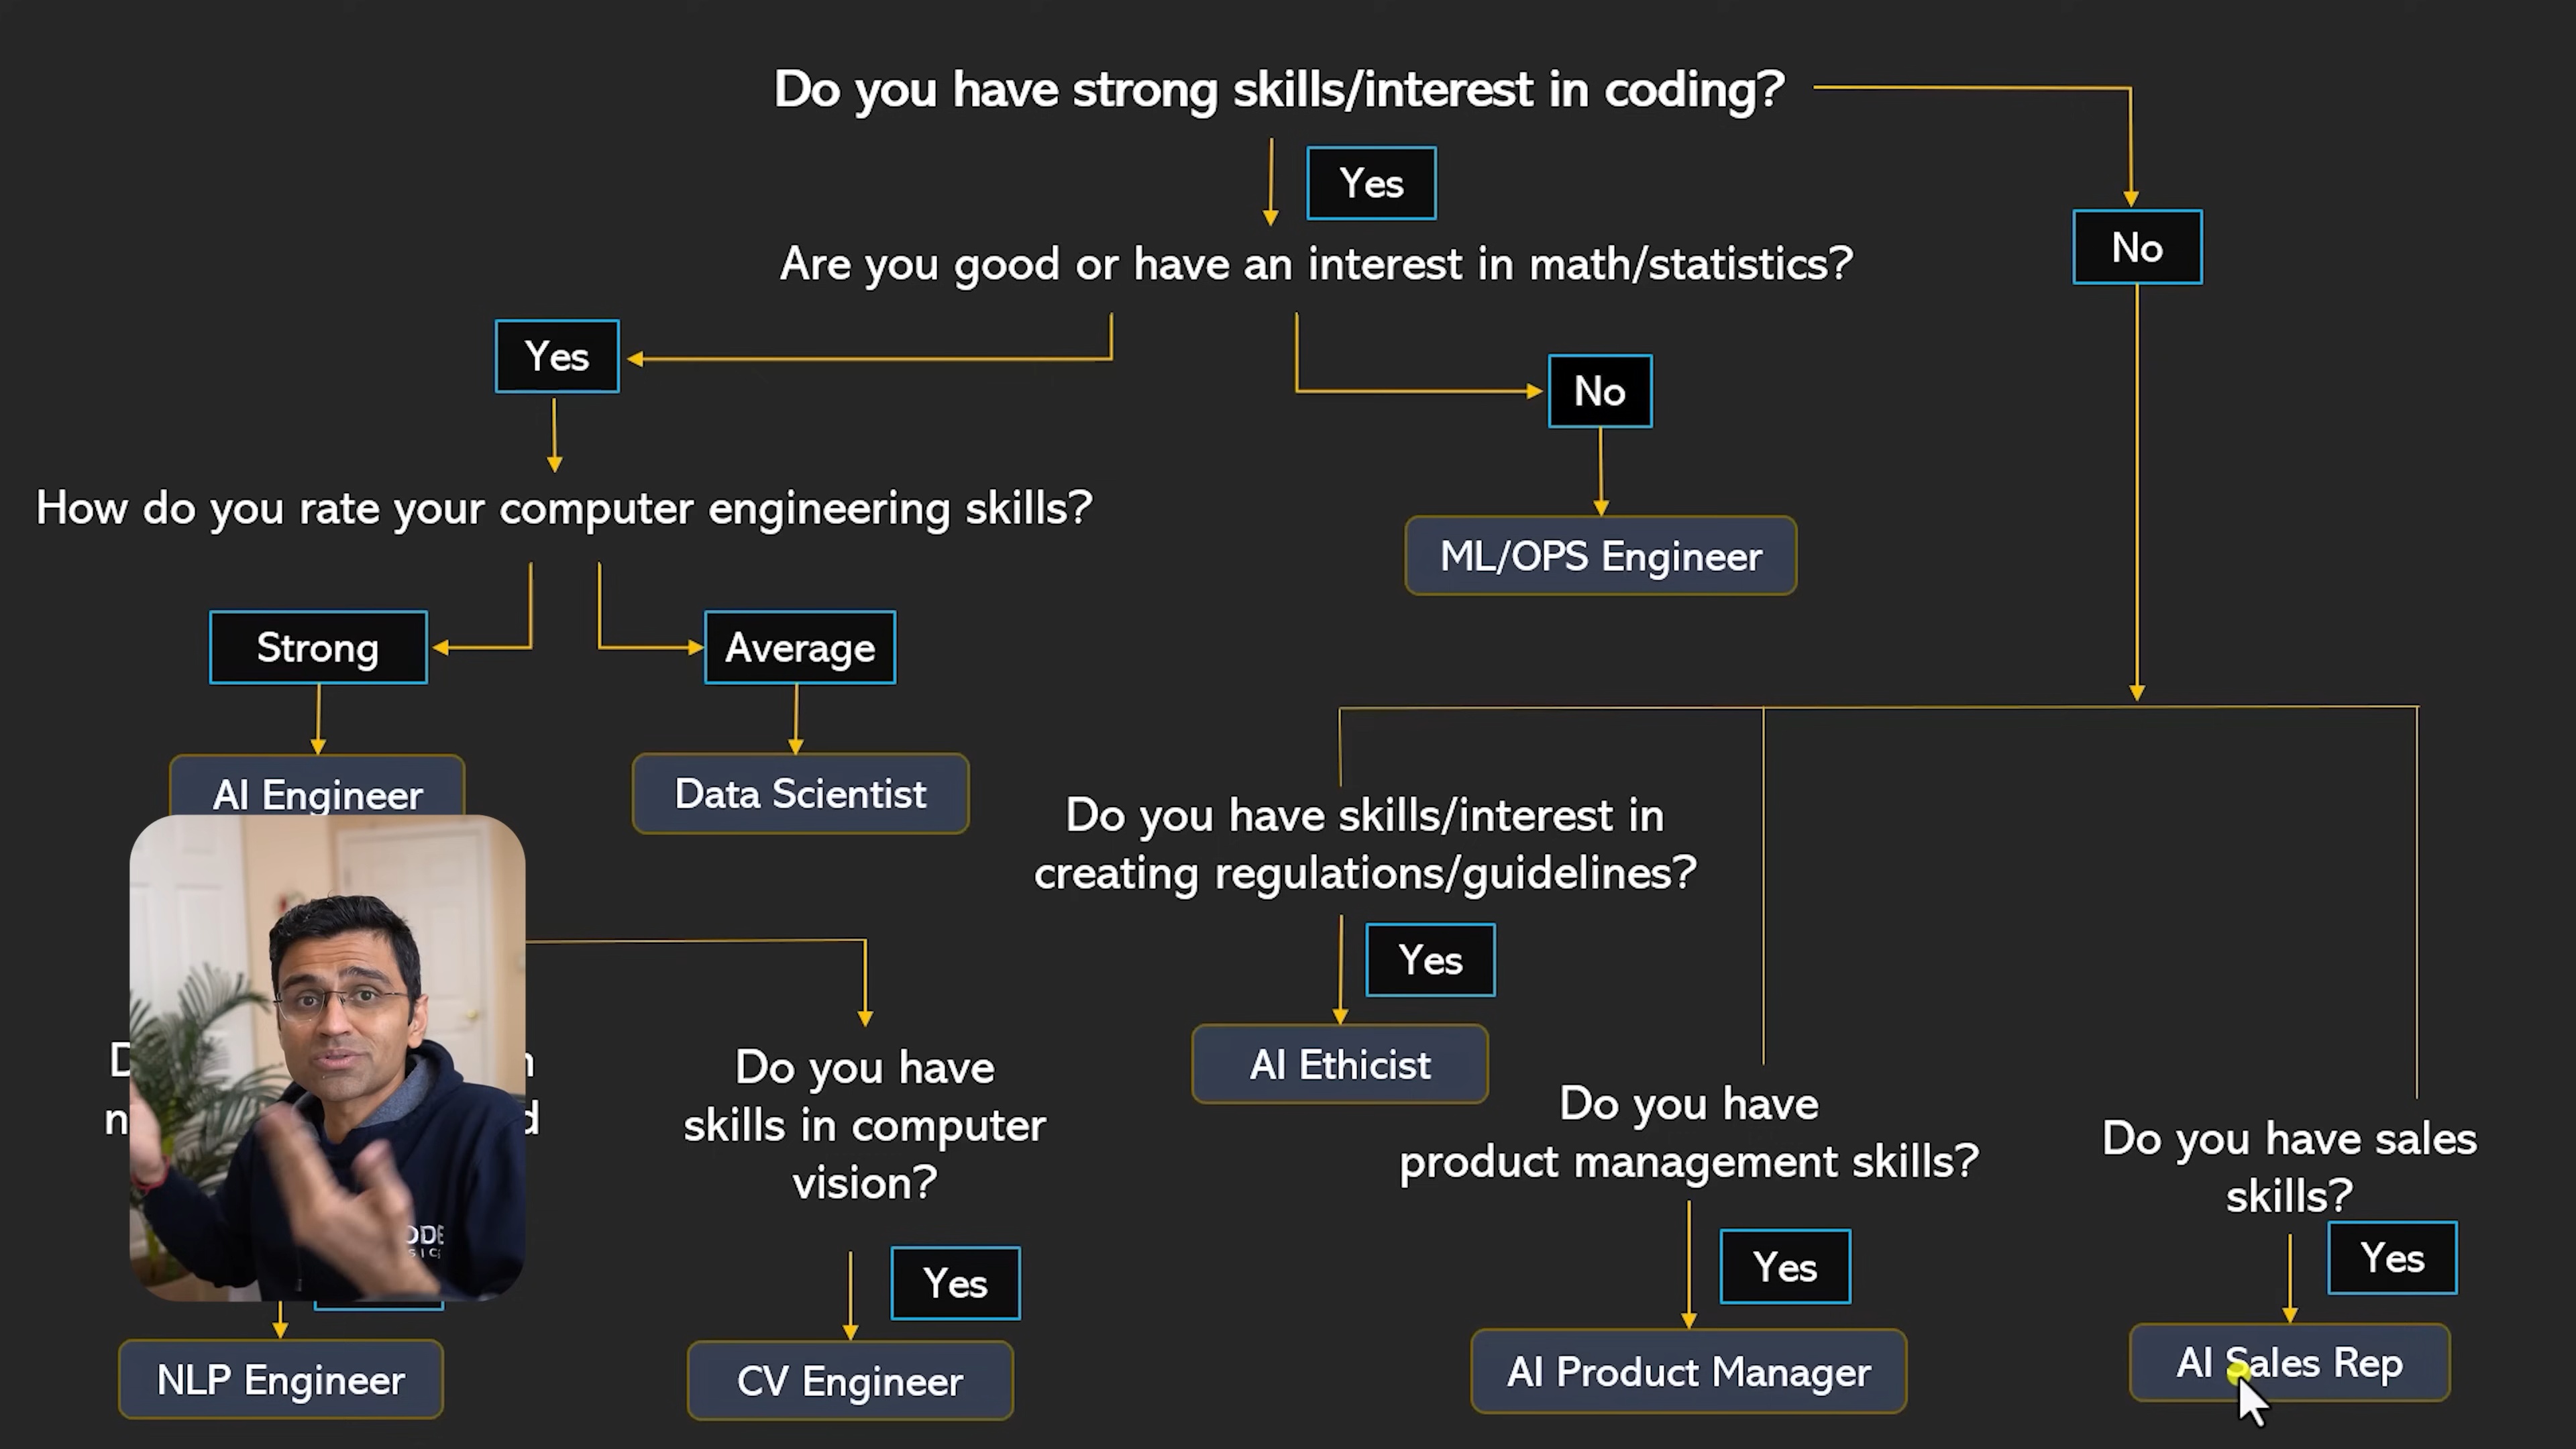 Do you have strong skills/interest in coding?
Yes
No
Are you good or have an interest in math/statistics?
Yes
No
How do you rate your computer engineering skills?
ML/OPS Engineer
Strong
Average
AI Engineer
Data Scientist
Do you have skills/interest in
creating regulations/guidelines?
Yes
AI Ethicist
Do you have
skills in computer
vision?
Yes
Do you have
product management skills?
Yes
Do you have sales
skills?
Yes
NLP Engineer
CV Engineer
AI Product Manager
AI Sales Rep